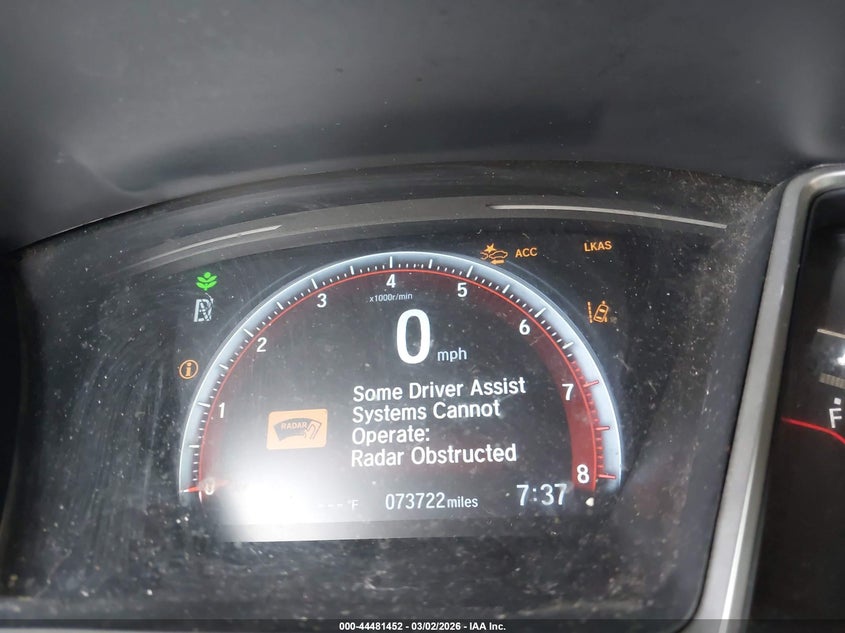 ACC
LKAS
4
x1000r/min
3
5
2
6
1
7
0
8
N
i
0 mph
Some Driver Assist
Systems Cannot
Operate:
Radar Obstructed
RADAR
---°F
073722 miles
7:37
F
000-44481452 - 03/02/2026 - IAA Inc.